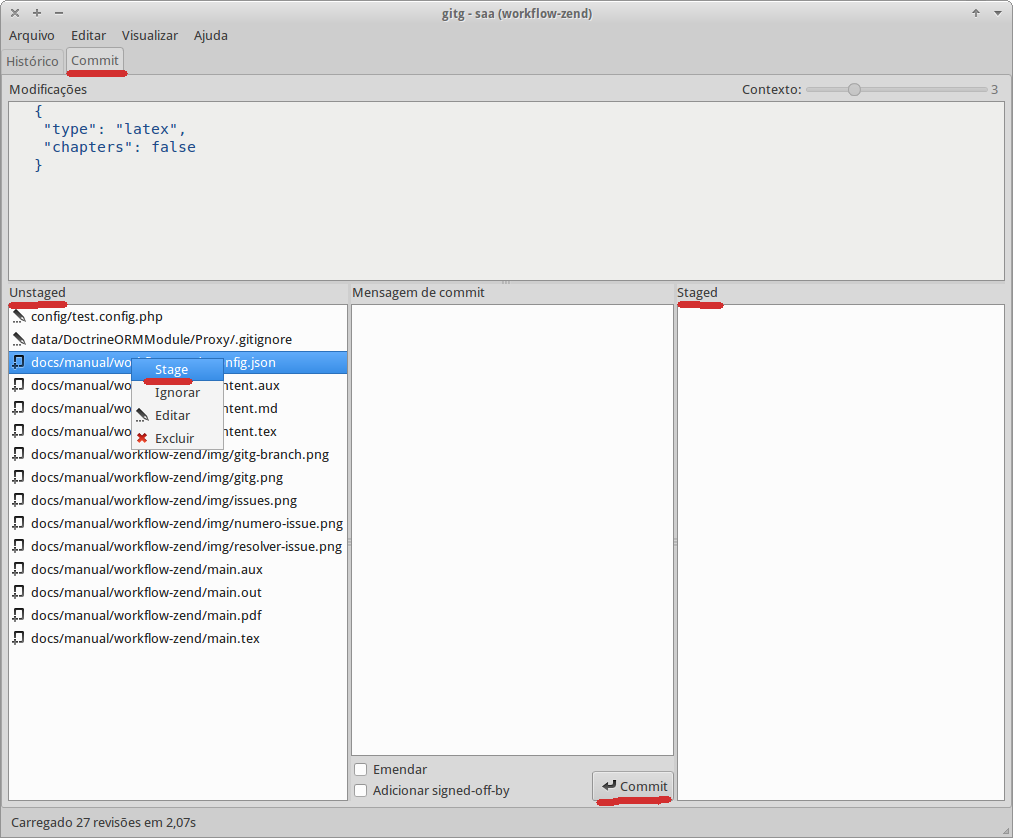 gitg - saa (workflow-zend)
Arquivo Editar Visualizar Ajuda
Histórico Commit
Modificações Contexto: 3
{
"type": "latex",
"chapters": false
}
Unstaged Mensagem de commit Staged
config/test.config.php
data/DoctrineORMModule/Proxy/.gitignore
docs/manual/wo nfig.json
Stage
docs/manual/wo ntent.aux
Ignorar
docs/manual/wo ntent.md
Editar
docs/manual/wo ntent.tex
Excluir
docs/manual/workflow-zend/img/gitg-branch.png
docs/manual/workflow-zend/img/gitg.png
docs/manual/workflow-zend/img/issues.png
docs/manual/workflow-zend/img/numero-issue.png
docs/manual/workflow-zend/img/resolver-issue.png
docs/manual/workflow-zend/main.aux
docs/manual/workflow-zend/main.out
docs/manual/workflow-zend/main.pdf
docs/manual/workflow-zend/main.tex
Emendar
Adicionar signed-off-by
Commit
Carregado 27 revisões em 2,07s